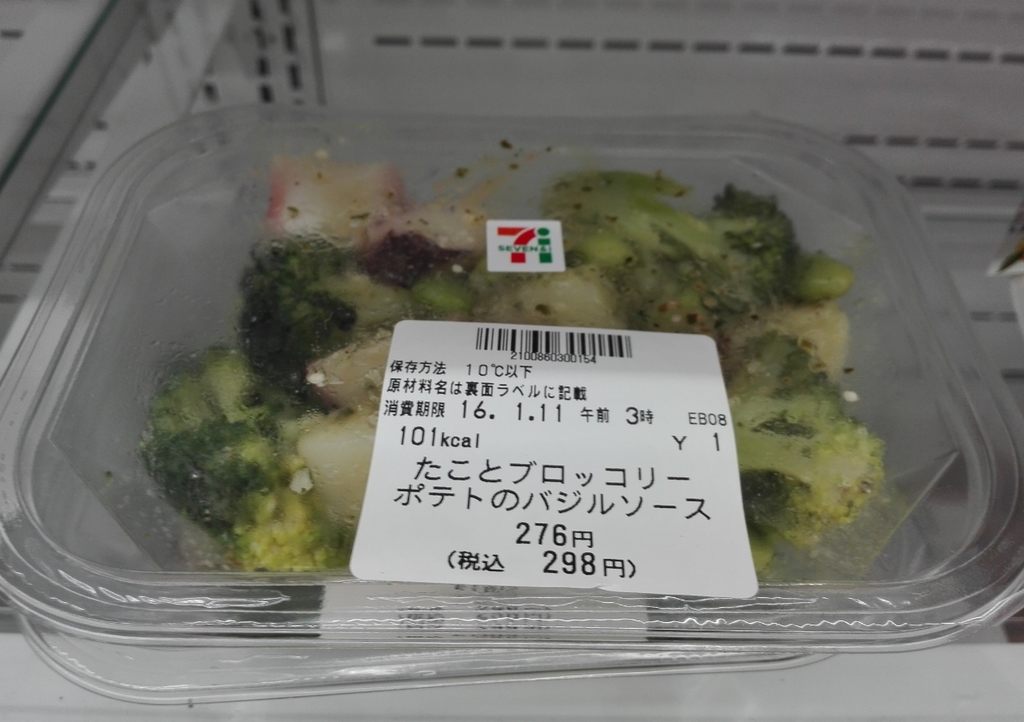 7i
SEVEN&i
2100860300154
保存方法 10℃以下
原材料名は裏面ラベルに記載
消費期限 16. 1.11 午前 3時 EB08
101kcal Y 1
たことブロッコリー
ポテトのバジルソース
276円
(税込 298円)